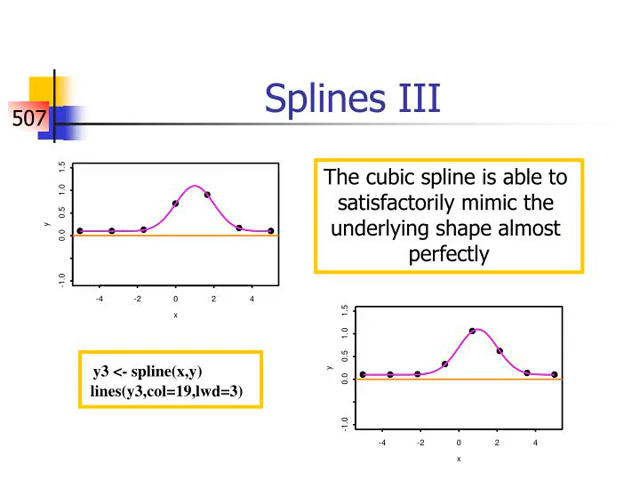 Splines III
507
The cubic spline is able to
satisfactorily mimic the
underlying shape almost
perfectly
1.5
1.0
0.5
0.0
-1.0
y
-4 -2 0 2 4
x
y3 <- spline(x,y)
lines(y3,col=19,lwd=3)
1.5
1.0
0.5
0.0
-1.0
y
-4 -2 0 2 4
x